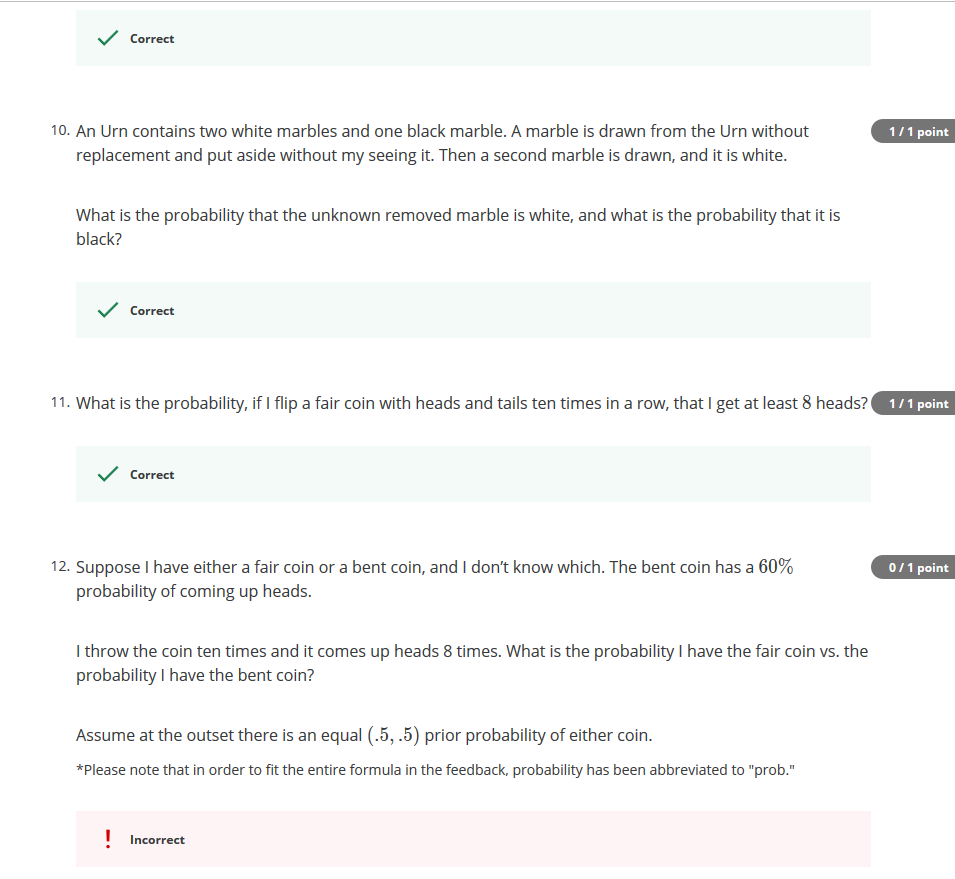 Correct
10. An Urn contains two white marbles and one black marble. A marble is drawn from the Urn without
1 / 1 point
replacement and put aside without my seeing it. Then a second marble is drawn, and it is white.
What is the probability that the unknown removed marble is white, and what is the probability that it is
black?
Correct
11. What is the probability, if I flip a fair coin with heads and tails ten times in a row, that I get at least 8 heads?
1 / 1 point
Correct
12. Suppose I have either a fair coin or a bent coin, and I don’t know which. The bent coin has a 60%
0 / 1 point
probability of coming up heads.
I throw the coin ten times and it comes up heads 8 times. What is the probability I have the fair coin vs. the
probability I have the bent coin?
Assume at the outset there is an equal (.5, .5) prior probability of either coin.
*Please note that in order to fit the entire formula in the feedback, probability has been abbreviated to "prob."
! Incorrect